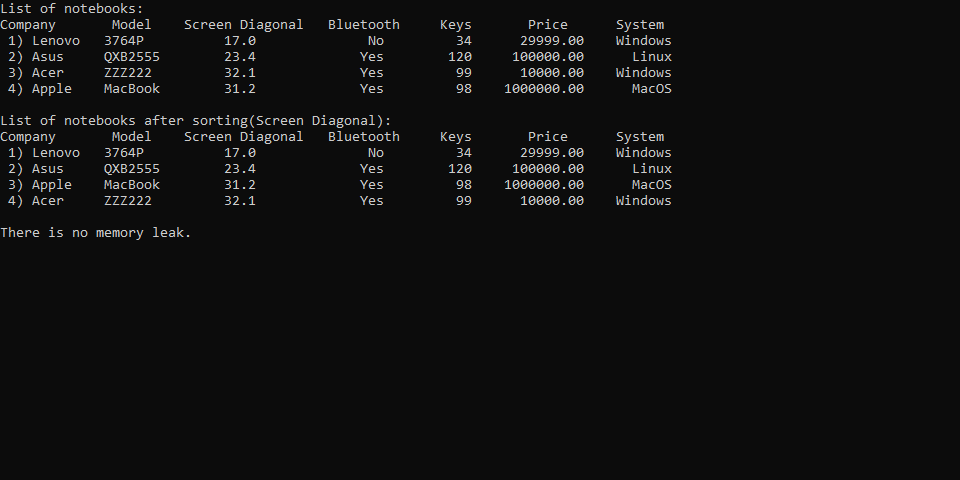 List of notebooks:
Company       Model    Screen Diagonal   Bluetooth     Keys       Price      System
 1) Lenovo   3764P          17.0              No         34      29999.00    Windows
 2) Asus     QXB2555        23.4             Yes        120     100000.00      Linux
 3) Acer     ZZZ222         32.1             Yes         99      10000.00    Windows
 4) Apple    MacBook        31.2             Yes         98    1000000.00      MacOS

List of notebooks after sorting(Screen Diagonal):
Company       Model    Screen Diagonal   Bluetooth     Keys       Price      System
 1) Lenovo   3764P          17.0              No         34      29999.00    Windows
 2) Asus     QXB2555        23.4             Yes        120     100000.00      Linux
 3) Apple    MacBook        31.2             Yes         98    1000000.00      MacOS
 4) Acer     ZZZ222         32.1             Yes         99      10000.00    Windows

There is no memory leak.